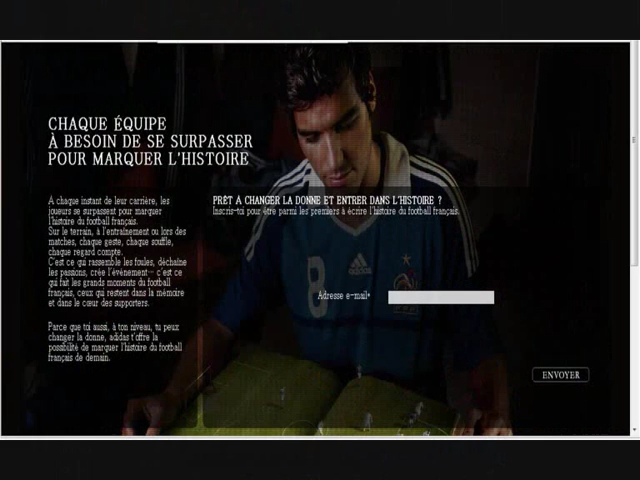 CHAQUE ÉQUIPE
À BESOIN DE SE SURPASSER
POUR MARQUER L'HISTOIRE
A chaque instant de leur carrière, les
joueurs se surpassent pour marquer
l'histoire du football français.
Sur le terrain, à l'entraînement ou lors des
matches, chaque geste, chaque souffle,
chaque regard compte.
C'est ce qui rassemble les foules, déchaîne
les passions, crée l'événement... c'est ce
qui fait les grands moments du football
français, ceux qui restent dans la mémoire
et dans le cœur des supporters.
Parce que toi aussi, à ton niveau, tu peux
changer la donne, adidas t'offre la
possibilité de marquer l'histoire du football
français de demain.
PRÊT À CHANGER LA DONNE ET ENTRER DANS L'HISTOIRE ?
Inscris-toi pour être parmi les premiers à écrire l'histoire du football français.
adidas
8
Adresse e-mail*
ENVOYER